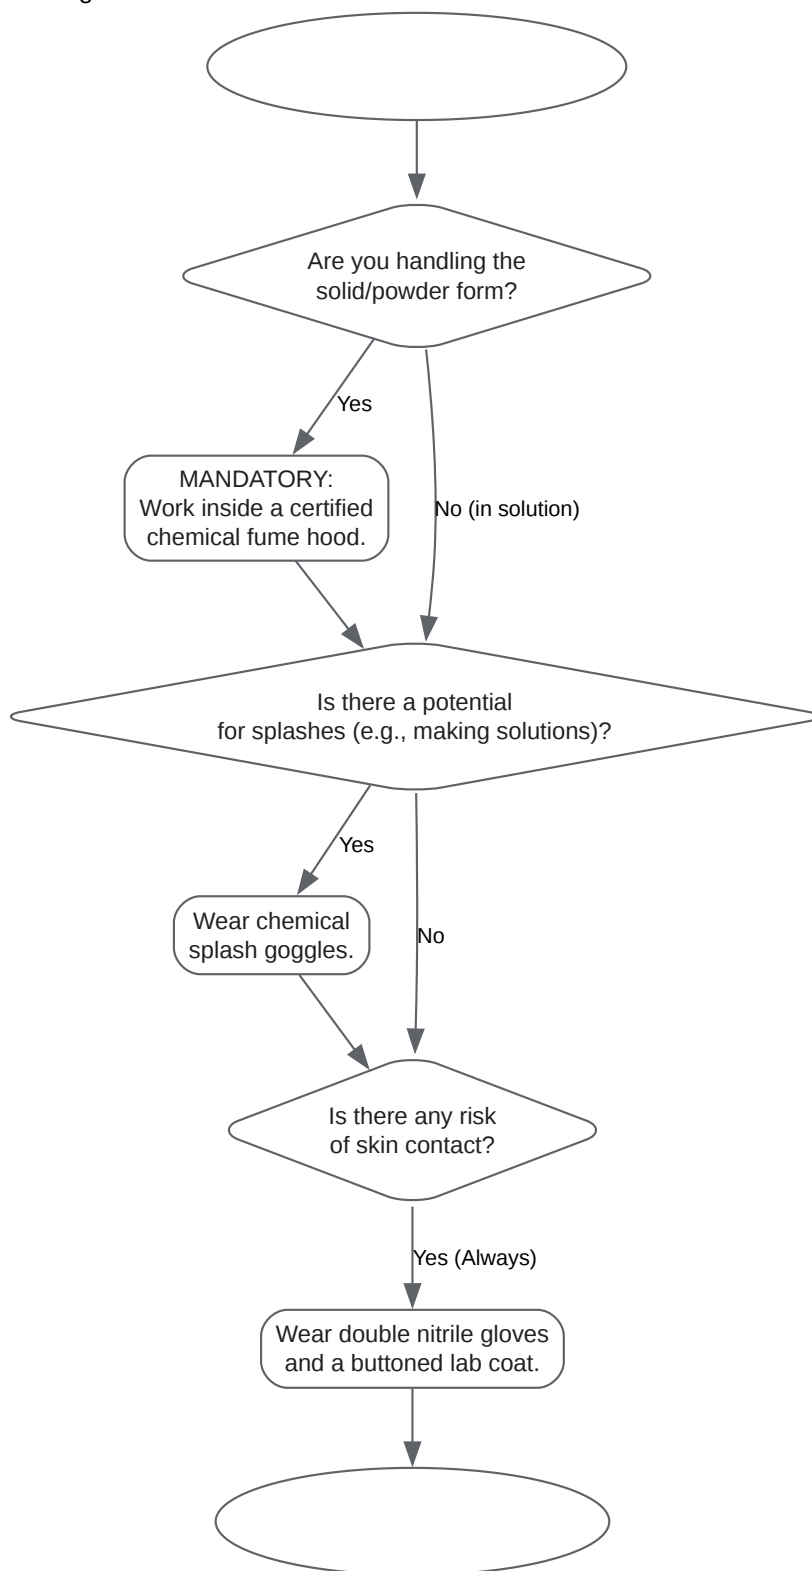 Are you handling the
solid/powder form?
Yes
MANDATORY:
Work inside a certified
chemical fume hood.
No (in solution)
Is there a potential
for splashes (e.g., making solutions)?
Yes
Wear chemical
splash goggles.
No
Is there any risk
of skin contact?
Yes (Always)
Wear double nitrile gloves
and a buttoned lab coat.